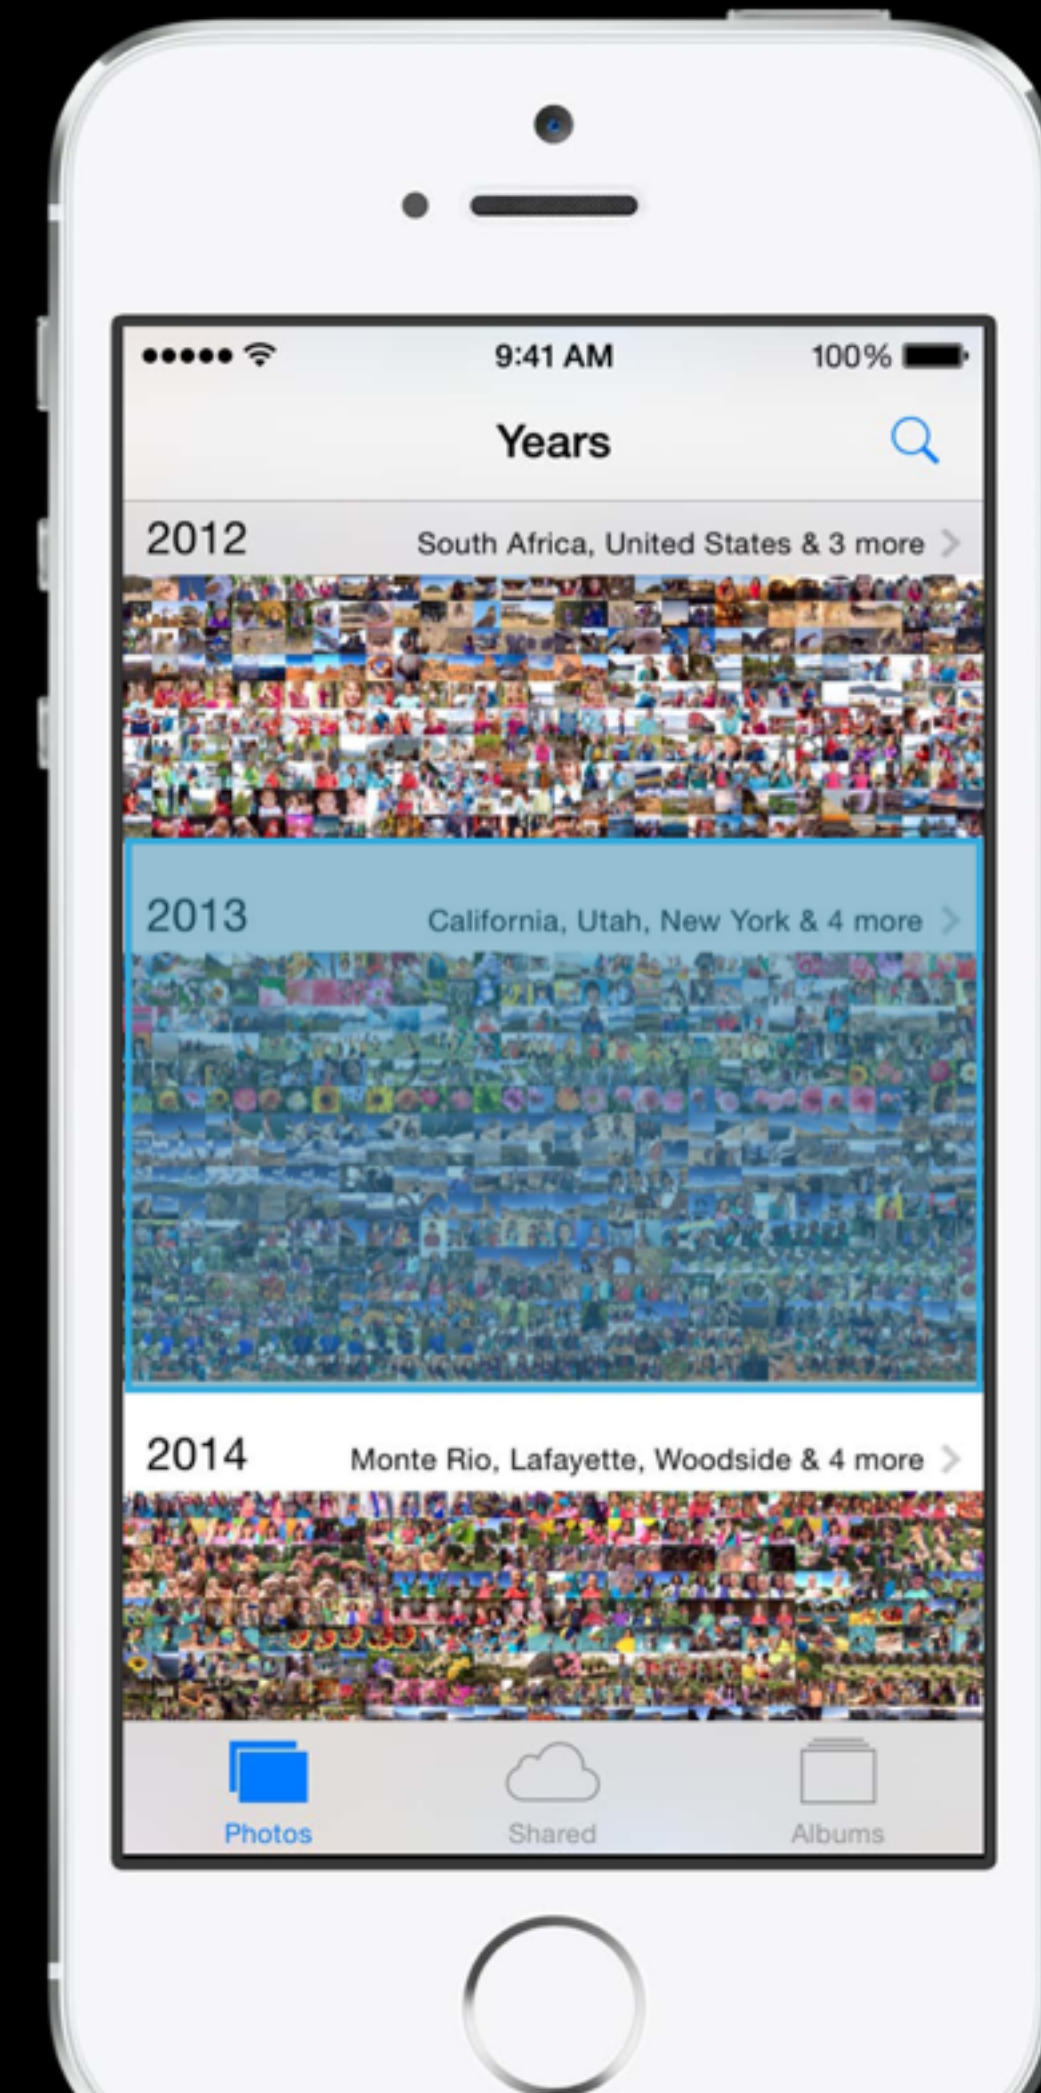 9:41 AM 100%
Years
2012 South Africa, United States & 3 more
2013 California, Utah, New York & 4 more
2014 Monte Rio, Lafayette, Woodside & 4 more
Photos Shared Albums